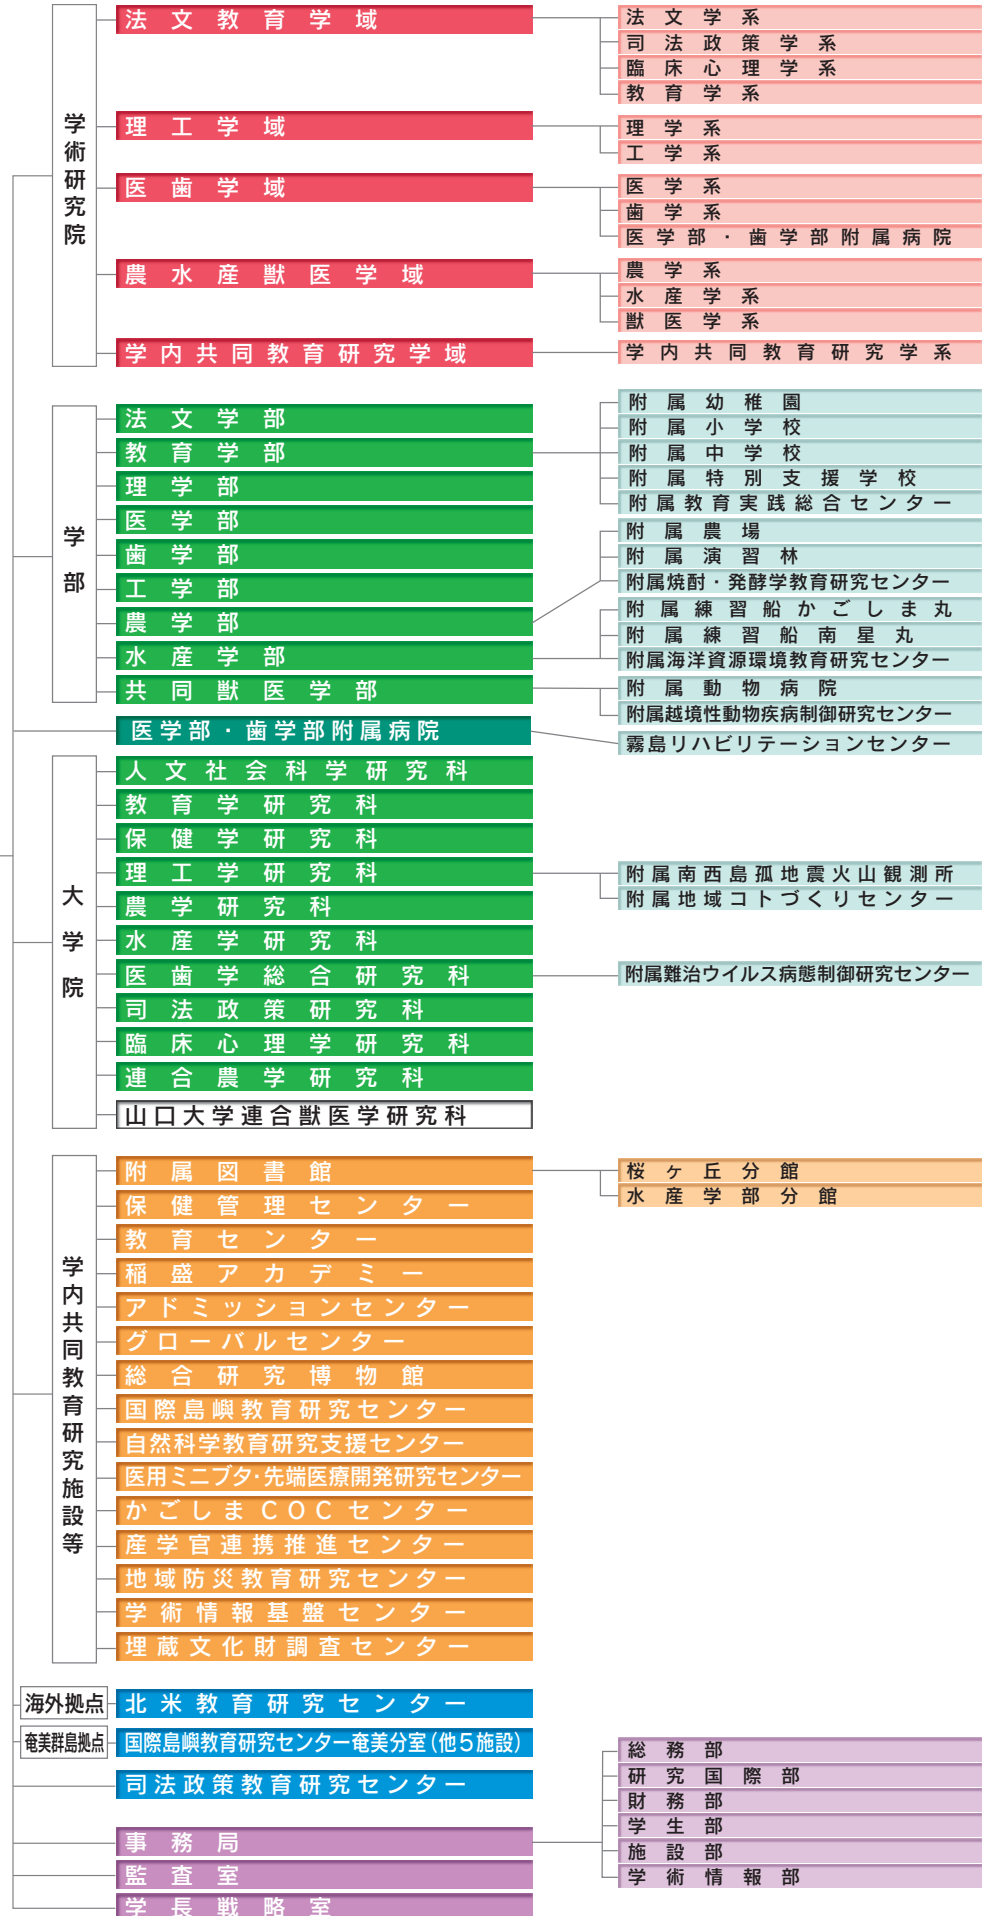 学術研究院
法文教育学域
法文学系
司法政策学系
臨床心理学系
教育学系
理工学域
理学系
工学系
医歯学域
医学系
歯学系
医学部・歯学部附属病院
農水産獣医学域
農学系
水産学系
獣医学系
学内共同教育研究学域
学内共同教育研究学系
学部
法文学部
教育学部
附属幼稚園
附属小学校
附属中学校
附属特別支援学校
附属教育実践総合センター
理学部
医学部
歯学部
工学部
農学部
附属農場
附属演習林
附属焼酎・発酵学教育研究センター
水産学部
附属練習船かごしま丸
附属練習船南星丸
附属海洋資源環境教育研究センター
共同獣医学部
附属動物病院
附属越境性動物疾病制御研究センター
医学部・歯学部附属病院
霧島リハビリテーションセンター
大学院
人文社会科学研究科
教育学研究科
保健学研究科
理工学研究科
附属南西島孤地震火山観測所
附属地域コトづくりセンター
農学研究科
水産学研究科
医歯学総合研究科
附属難治ウイルス病態制御研究センター
司法政策研究科
臨床心理学研究科
連合農学研究科
山口大学連合獣医学研究科
学内共同教育研究施設等
附属図書館
桜ヶ丘分館
水産学部分館
保健管理センター
教育センター
稲盛アカデミー
アドミッションセンター
グローバルセンター
総合研究博物館
国際島嶼教育研究センター
自然科学教育研究支援センター
医用ミニブタ・先端医療開発研究センター
かごしまCOCセンター
産学官連携推進センター
地域防災教育研究センター
学術情報基盤センター
埋蔵文化財調査センター
海外拠点
北米教育研究センター
奄美群島拠点
国際島嶼教育研究センター奄美分室(他5施設)
司法政策教育研究センター
事務局
総務部
研究国際部
財務部
学生部
施設部
学術情報部
監査室
学長戦略室